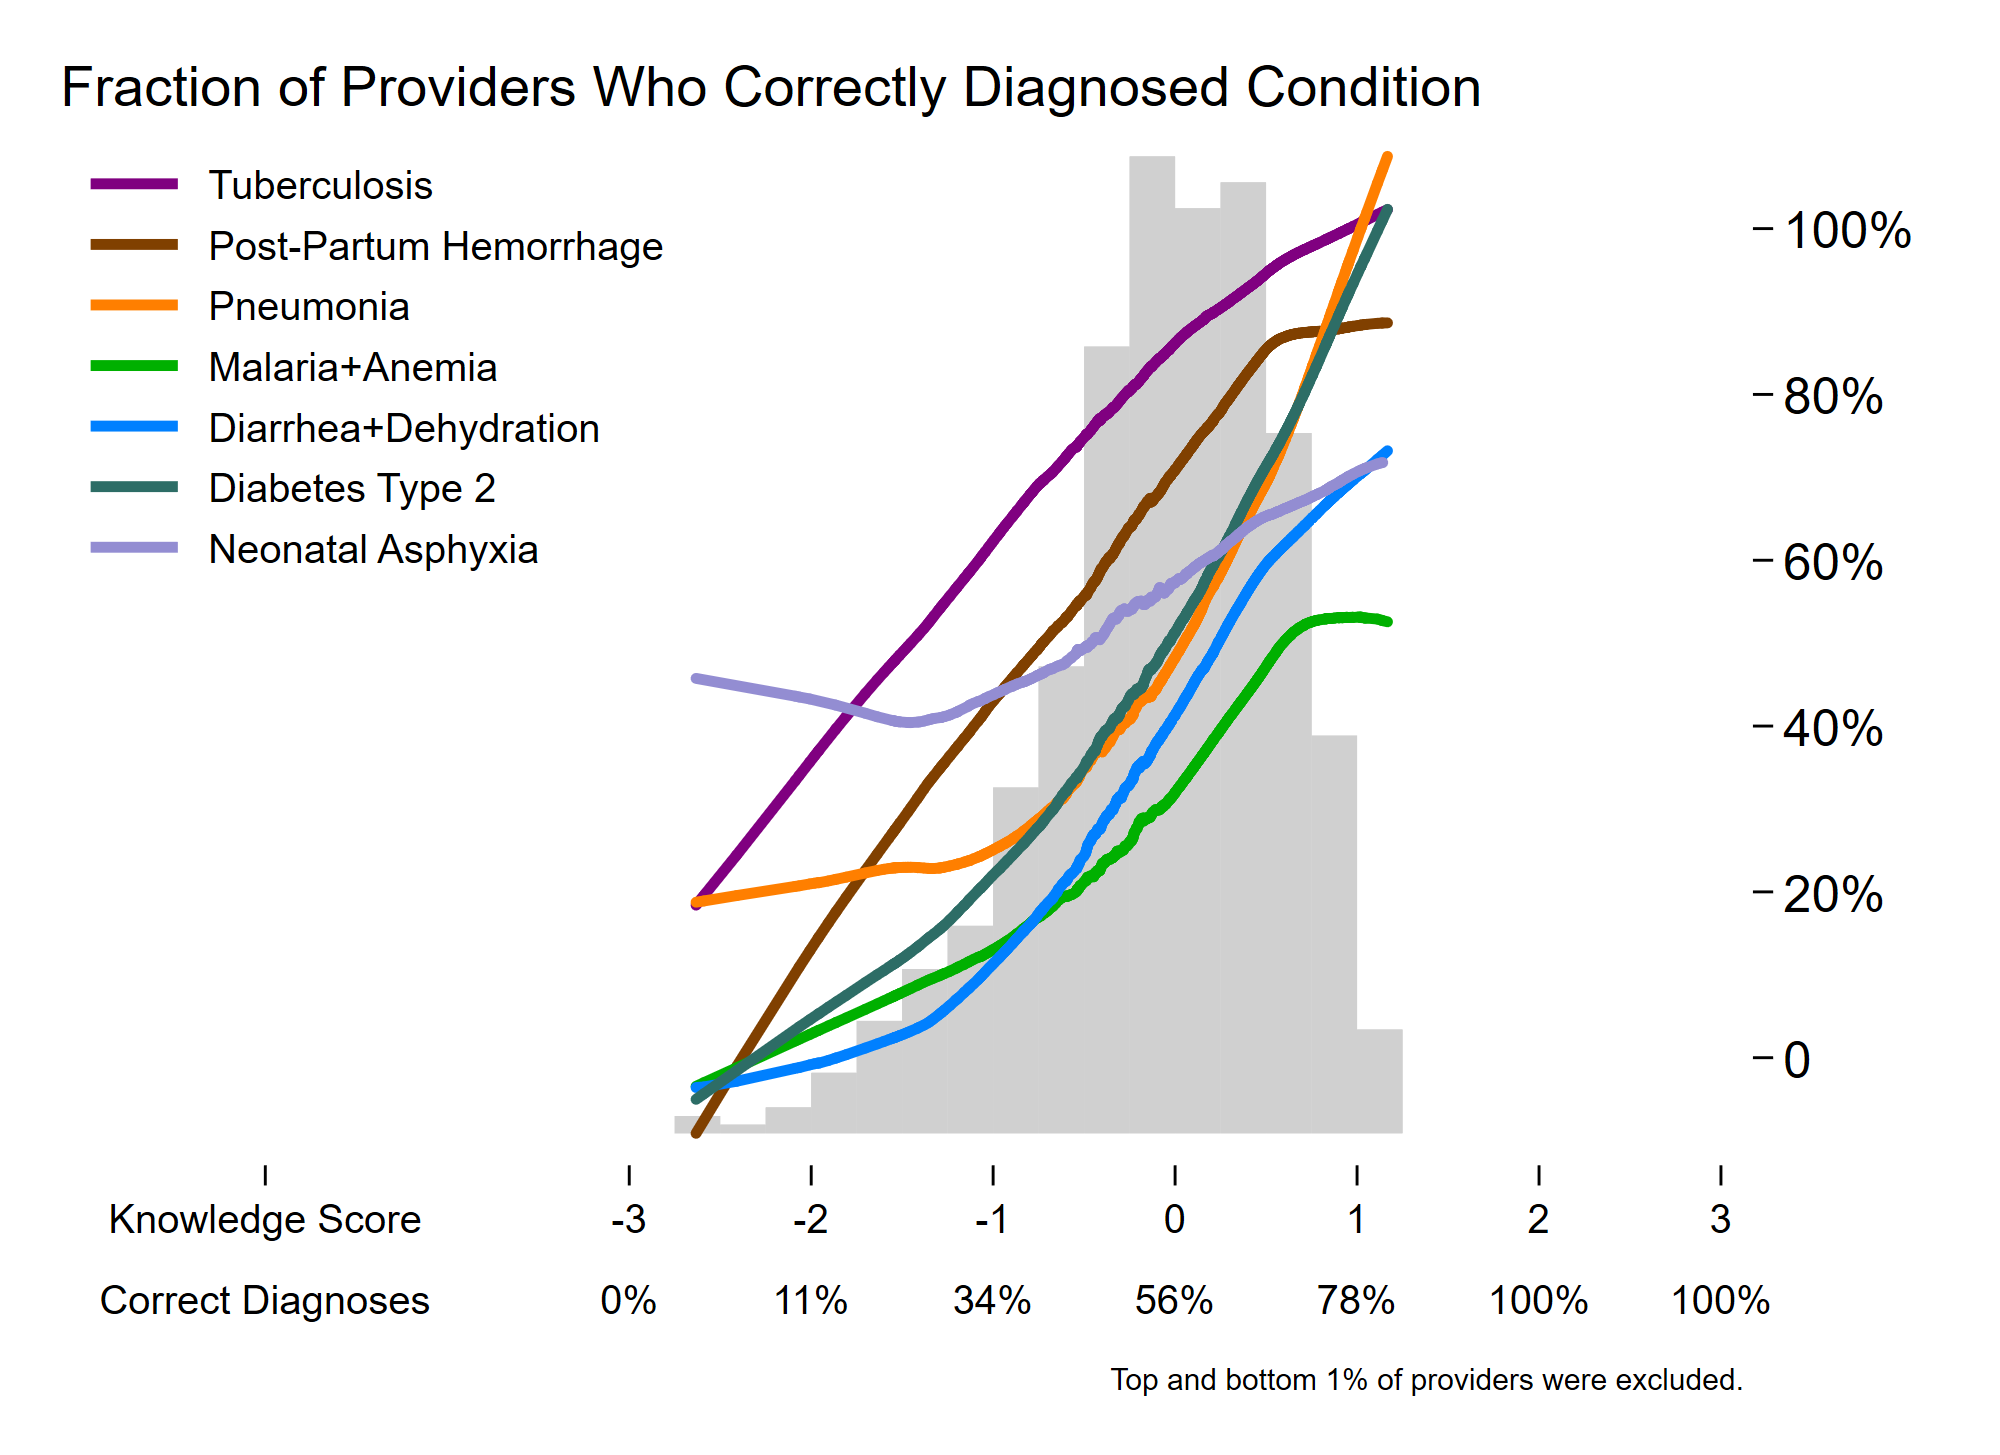 Fraction of Providers Who Correctly Diagnosed Condition
Tuberculosis
Post-Partum Hemorrhage
Pneumonia
Malaria+Anemia
Diarrhea+Dehydration
Diabetes Type 2
Neonatal Asphyxia
100%
80%
60%
40%
20%
0
Knowledge Score -3 -2 -1 0 1 2 3
Correct Diagnoses 0% 11% 34% 56% 78% 100% 100%
Top and bottom 1% of providers were excluded.